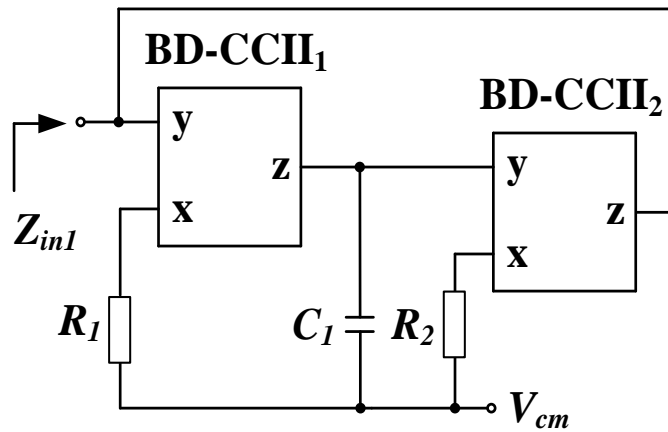 BD-CCII₁
BD-CCII₂
y
z
y
x
z
x
Zin1
R1
C1
R2
Vcm